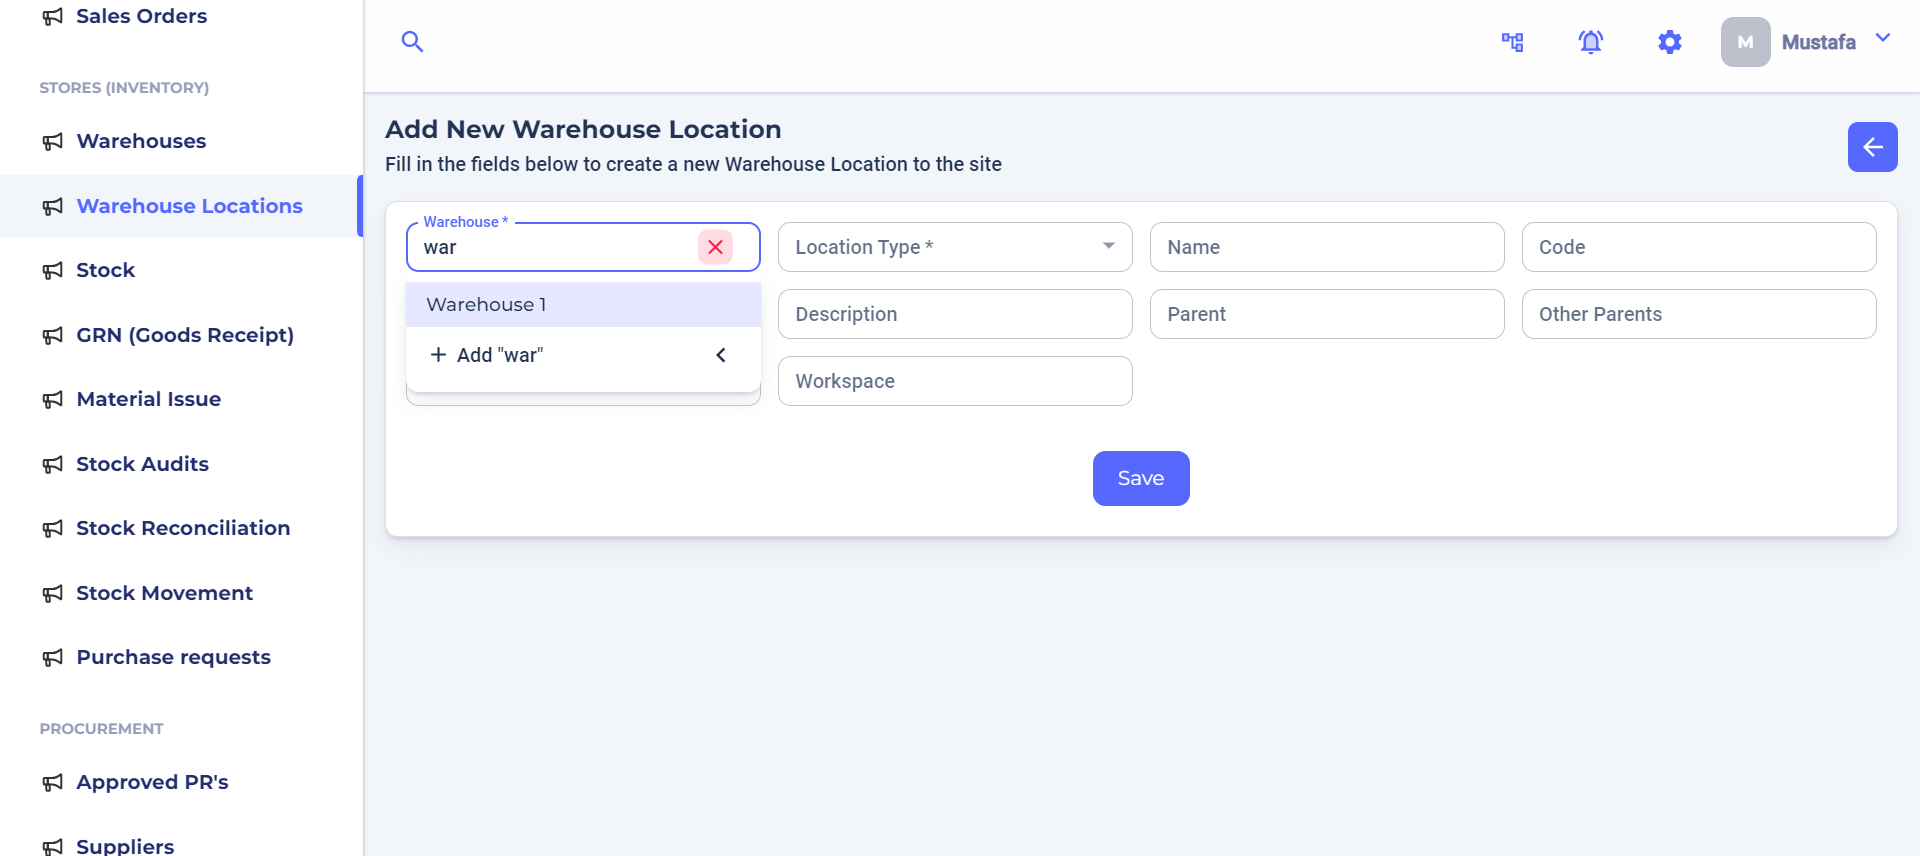 Sales Orders
STORES (INVENTORY)
Warehouses
Warehouse Locations
Stock
GRN (Goods Receipt)
Material Issue
Stock Audits
Stock Reconciliation
Stock Movement
Purchase requests
PROCUREMENT
Approved PR's
Suppliers
M Mustafa
Add New Warehouse Location
Fill in the fields below to create a new Warehouse Location to the site
Warehouse *
war
Location Type *
Name
Code
Warehouse 1
Description
Parent
Other Parents
+ Add "war"
Workspace
Save